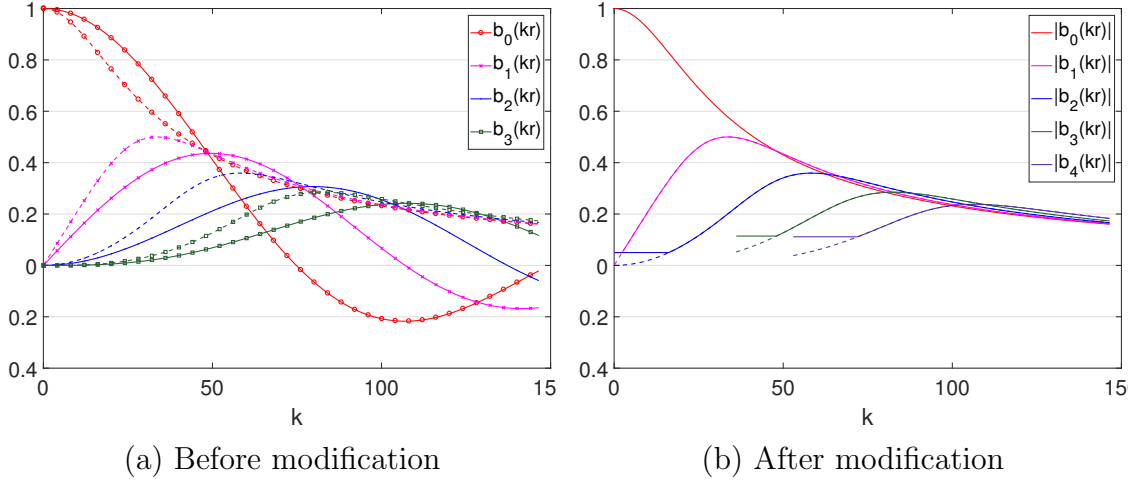 1
0.8
0.6
0.4
0.2
0
0.2
0.4
0
50
100
15
k
b0(kr)
b1(kr)
b2(kr)
b3(kr)
(a) Before modification
1
0.8
0.6
0.4
0.2
0
0.2
0.4
0
50
100
150
k
|b0(kr)|
|b1(kr)|
|b2(kr)|
|b3(kr)|
|b4(kr)|
(b) After modification